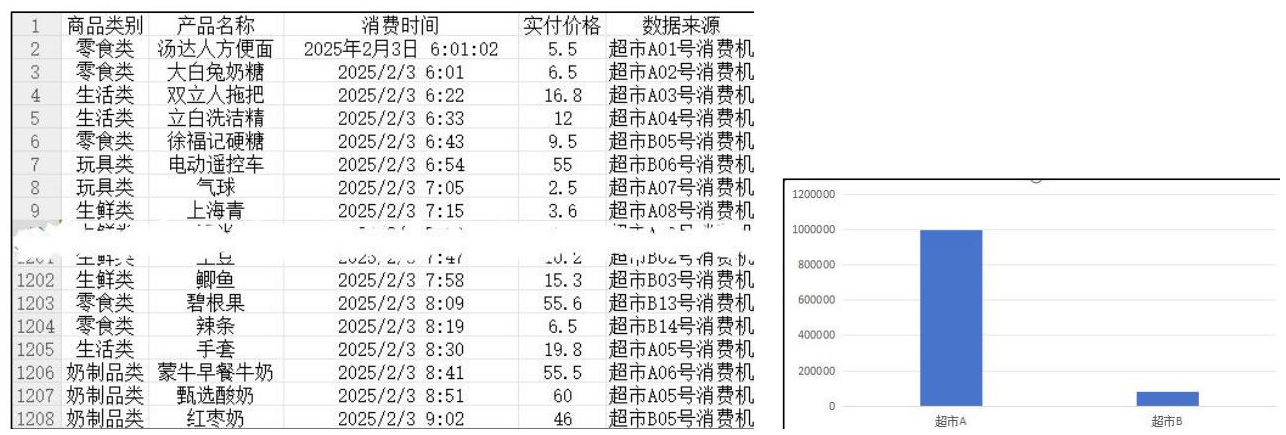 1 商品类别 产品名称 消费时间 实付价格 数据来源
2 零食类 汤达人方便面 2025年2月3日 6:01:02 5.5 超市A01号消费机
3 零食类 大白兔奶糖 2025/2/3 6:01 6.5 超市A02号消费机
4 生活类 双立人拖把 2025/2/3 6:22 16.8 超市A03号消费机
5 生活类 立白洗洁精 2025/2/3 6:33 12 超市A04号消费机
6 零食类 徐福记硬糖 2025/2/3 6:43 9.5 超市B05号消费机
7 玩具类 电动遥控车 2025/2/3 6:54 55 超市B06号消费机
8 玩具类 气球 2025/2/3 7:05 2.5 超市A07号消费机
9 生鲜类 上海青 2025/2/3 7:15 3.6 超市A08号消费机
1202 生鲜类 鲫鱼 2025/2/3 7:58 15.3 超市B03号消费机
1203 零食类 碧根果 2025/2/3 8:09 55.6 超市B13号消费机
1204 零食类 辣条 2025/2/3 8:19 6.5 超市B14号消费机
1205 生活类 手套 2025/2/3 8:30 19.8 超市A05号消费机
1206 奶制品类 蒙牛早餐牛奶 2025/2/3 8:41 55.5 超市A06号消费机
1207 奶制品类 甄选酸奶 2025/2/3 8:51 60 超市A05号消费机
1208 奶制品类 红枣奶 2025/2/3 9:02 46 超市B05号消费机
1200000
1000000
800000
600000
400000
200000
0
超市A 超市B